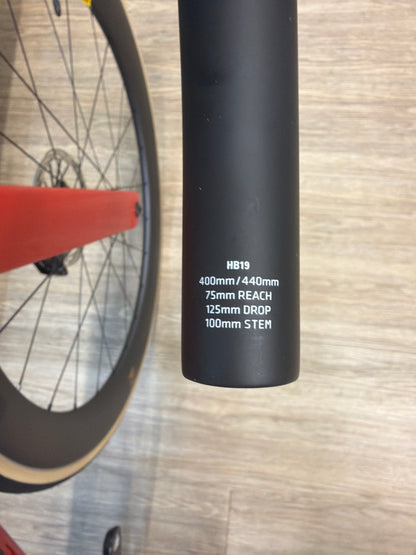 HB19
400mm/440mm
75mm REACH
125mm DROP
100mm STEM